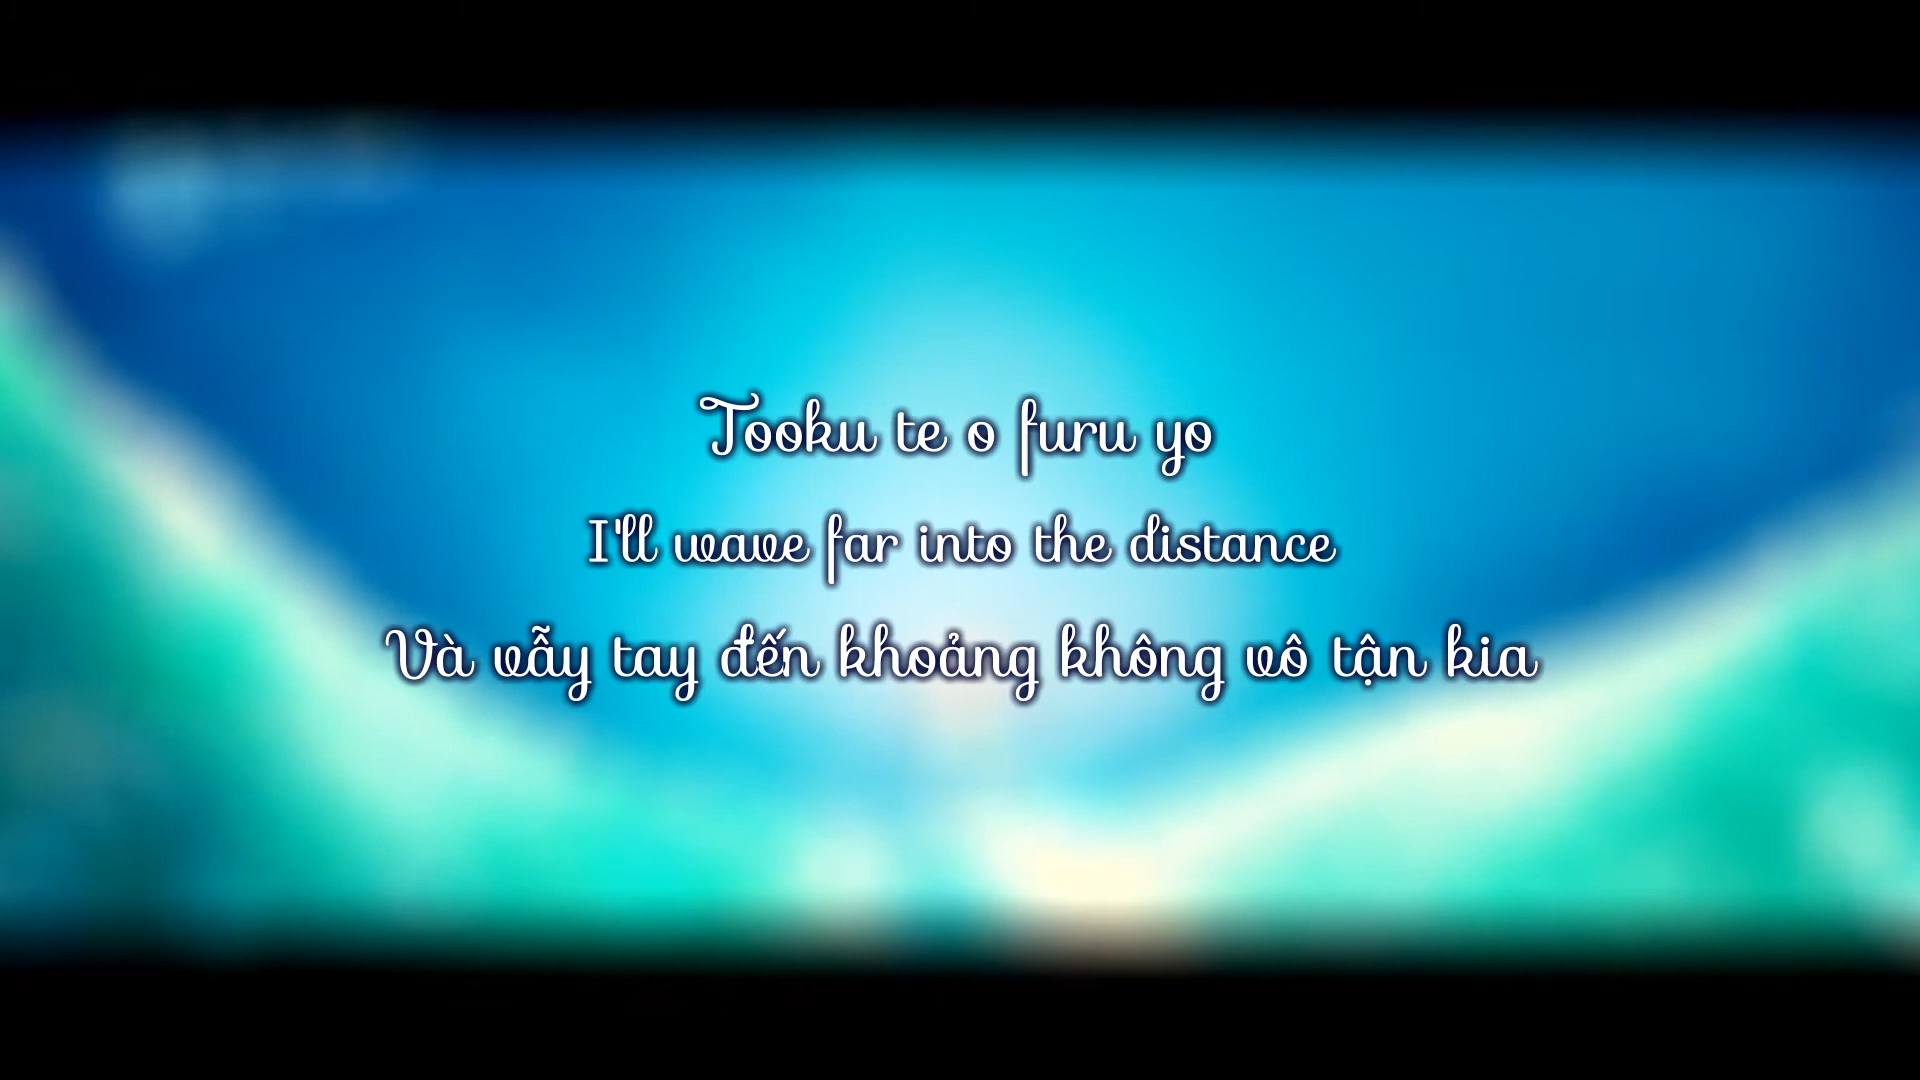 Tooku te o furu yo
I'll wave far into the distance
Và vẫy tay đến khoảng không vô tận kia